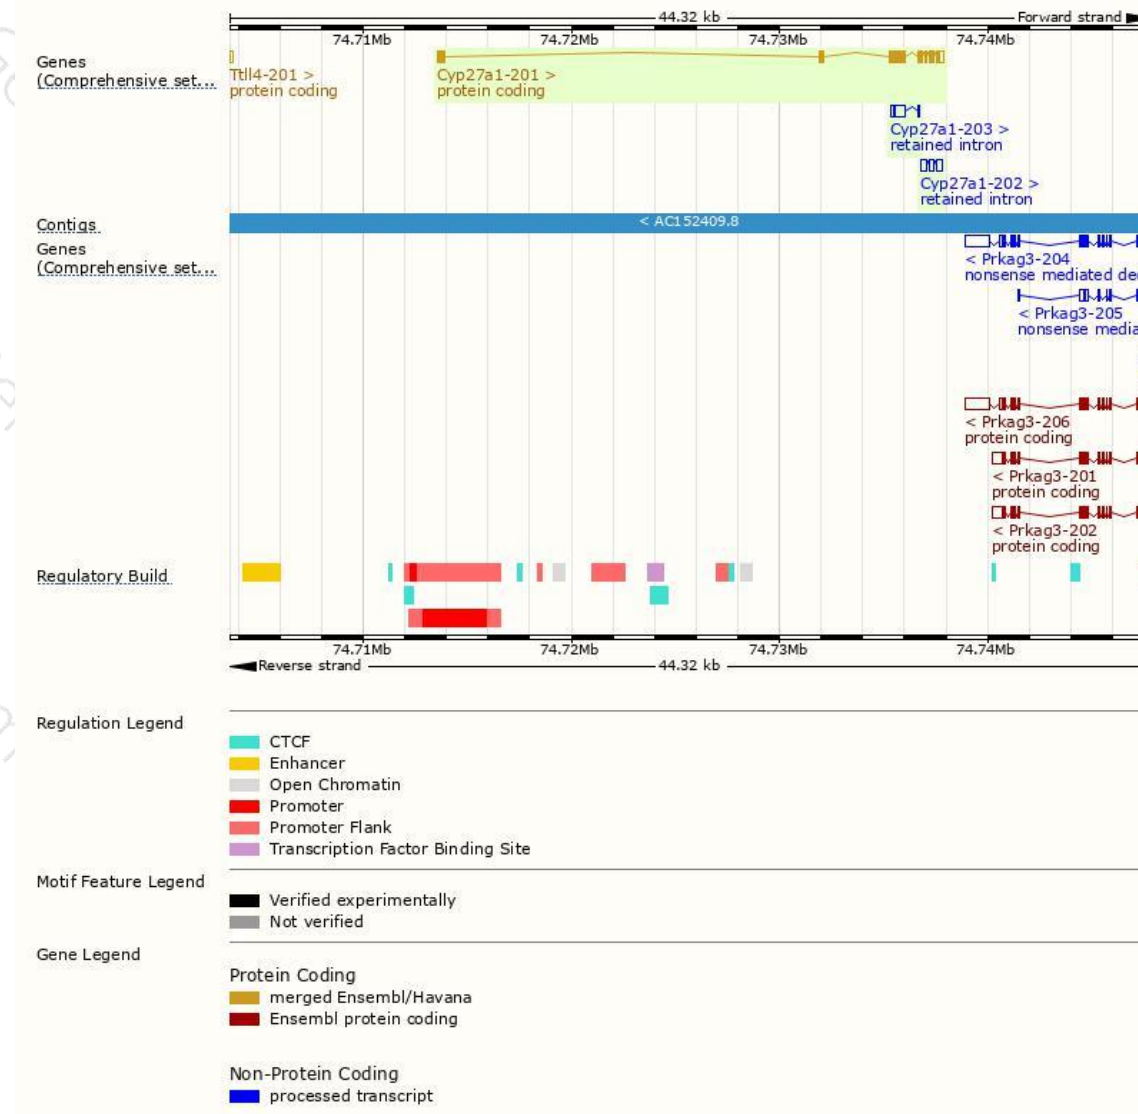 44.32 kb
Forward strand
74.71Mb 74.72Mb 74.73Mb 74.74Mb
Genes
(Comprehensive set...
Ttll4-201 >
protein coding
Cyp27a1-201 >
protein coding
Cyp27a1-203 >
retained intron
Cyp27a1-202 >
retained intron
Contigs
< AC152409.8
Genes
(Comprehensive set...
< Prkag3-204
nonsense mediated de
< Prkag3-205
nonsense media
< Prkag3-206
protein coding
< Prkag3-201
protein coding
< Prkag3-202
protein coding
Regulatory Build
74.71Mb 74.72Mb 74.73Mb 74.74Mb
Reverse strand
44.32 kb
Regulation Legend
CTCF
Enhancer
Open Chromatin
Promoter
Promoter Flank
Transcription Factor Binding Site
Motif Feature Legend
Verified experimentally
Not verified
Gene Legend
Protein Coding
merged Ensembl/Havana
Ensembl protein coding
Non-Protein Coding
processed transcript